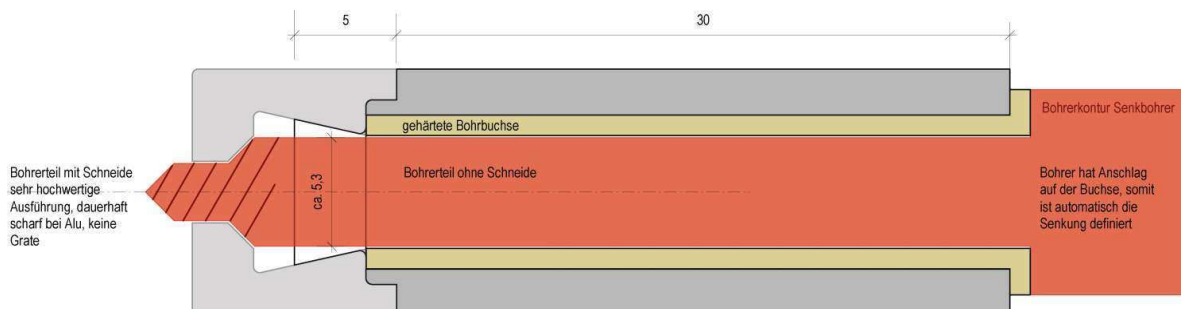 5
30
Bohrerkontur Senkbohrer
gehärtete Bohrbuchse
Bohrerteil mit Schneide
sehr hochwertige
Ausführung, dauerhaft
scharf bei Alu, keine
Grate
ca. 5,3
Bohrerteil ohne Schneide
Bohrer hat Anschlag
auf der Buchse, somit
ist automatisch die
Senkung definiert